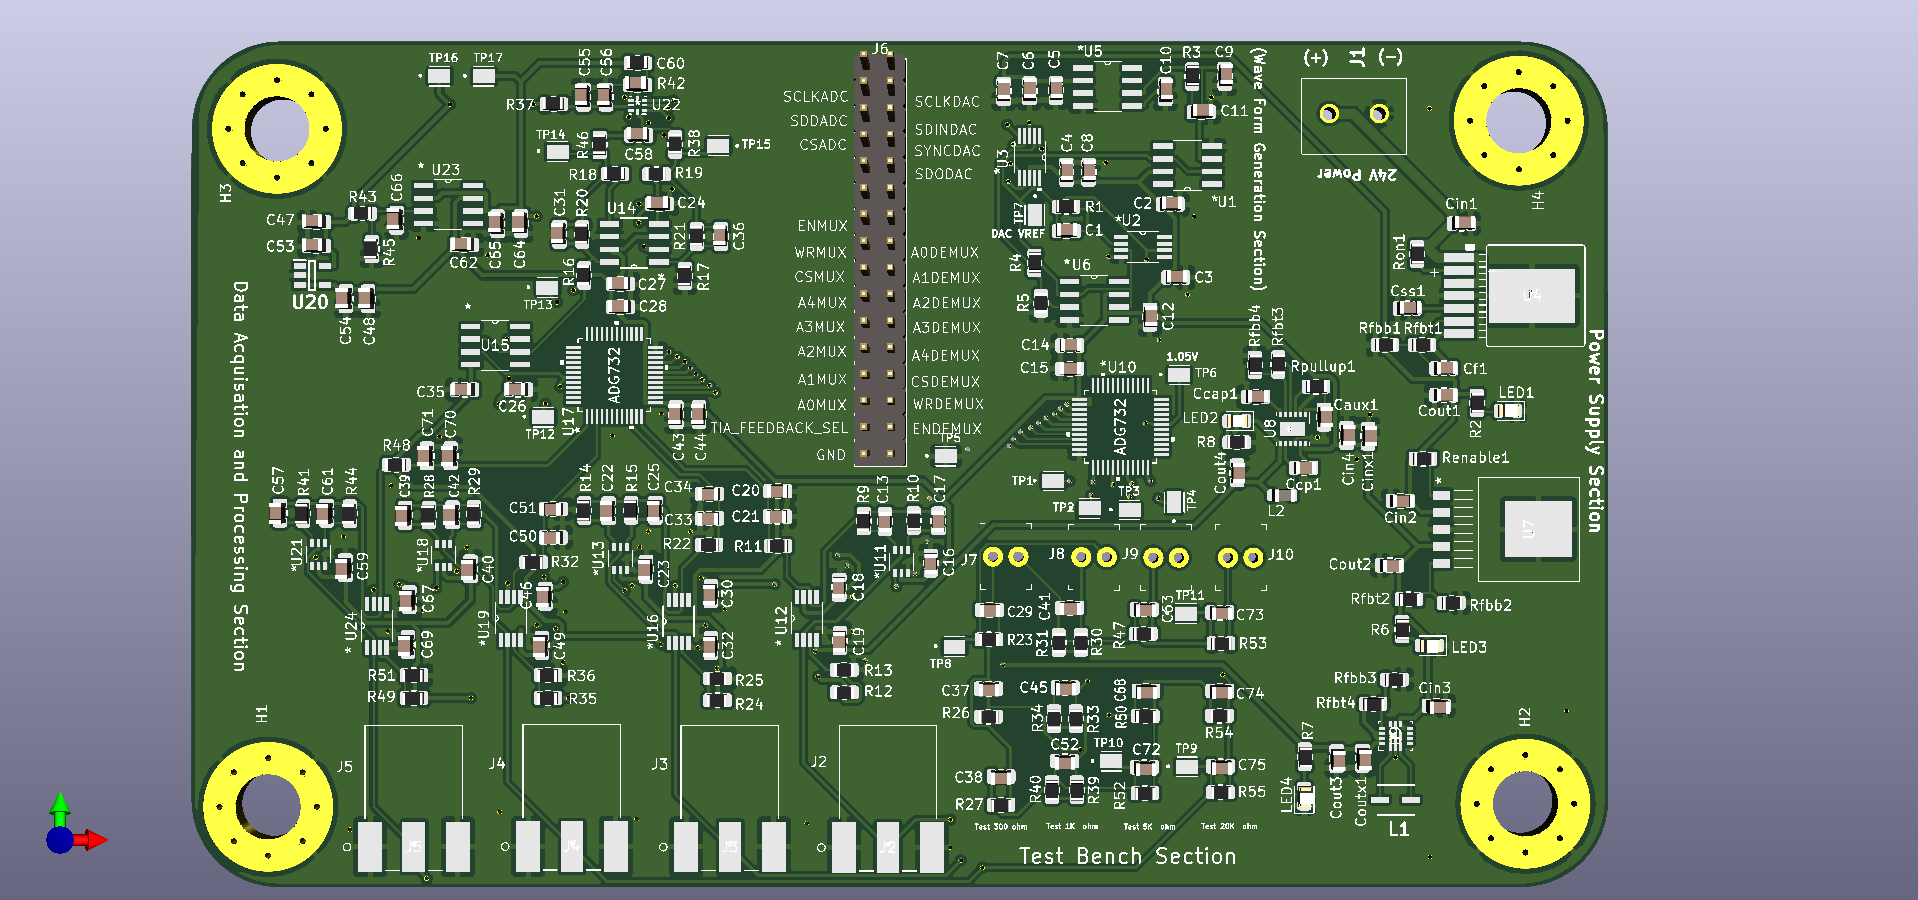 J6
TP16
TP17
C55
C56
C60
R42
R37
U22
TP14
R46
C58
R38
TP15
R18
R19
* U23
R43
C66
C47
C53
R45
C62
C65
C64
C31
R20
U14
C24
R21
C36
R16
R17
TP13
C27
C28
U20
C54
C48
*
U15
C35
C26
TP12
U17
*
ADG732
C43
C44
H3
Data Acquisation and Processing Section
SCLKADC
SDDADC
CSADC
ENMUX
WRMUX
CSMUX
A4MUX
A3MUX
A2MUX
A1MUX
A0MUX
TIA_FEEDBACK_SEL
GND
SCLKDAC
SDINDAC
SYNCDAC
SDODAC
A0DEMUX
A1DEMUX
A2DEMUX
A3DEMUX
A4DEMUX
CSDEMUX
WRDEMUX
ENDEMUX
TP5
C7
C6
C5
*U5
C10
R3
C9
C11
(Wave Form Generation Section)
*U3
C4
C8
TP7
DAC VREF
R1
C1
C2
*U1
*U2
R4
*U6
C3
R5
C12
C14
C15
*U10
1.05V
TP6
ADG732
TP1
TP2
TP3
TP4
(+) J1 (-)
24V Power
H4
Cin1
Ron1
+
U4
Css1
Rfbb1
Rfbt1
Cf1
Cout1
R2
LED1
Rfbb4
Rfbt3
Rpullup1
Ccap1
Caux1
LED2
U8
R8
Cout4
Ccp1
Cin4
Cinx1
L2
Power Supply Section
Renable1
*
Cin2
U7
Cout2
Rfbt2
Rfbb2
R6
LED3
Rfbb3
Cin3
Rfbt4
R7
LED4
Cout3
Coutx1
L1
H2
R48
C71
C70
C57
R41
C61
R44
C39
R28
C42
R29
C51
C50
R14
C22
R15
C25
C34
C33
R22
C20
C21
R11
R9
C13
R10
C17
*U21
C59
*U18
C40
R32
*U13
C23
*U11
C16
C67
C46
C30
C18
* U24
C69
*U19
C49
*U16
C32
*U12
C19
R51
R49
R36
R35
R25
R24
R13
R12
H1
J5
J4
J3
J2
J5
J4
J3
J2
J7
J8
J9
J10
C29
R23
TP8
C41
R31
R30
C63
R47
TP11
C73
R53
C37
R26
C45
R34
R33
C68
R50
C74
R54
C52
TP10
C72
TP9
C75
C38
R27
R40
R39
R52
R55
Test 300 ohm
Test 1K ohm
Test 5K ohm
Test 20K ohm
Test Bench Section